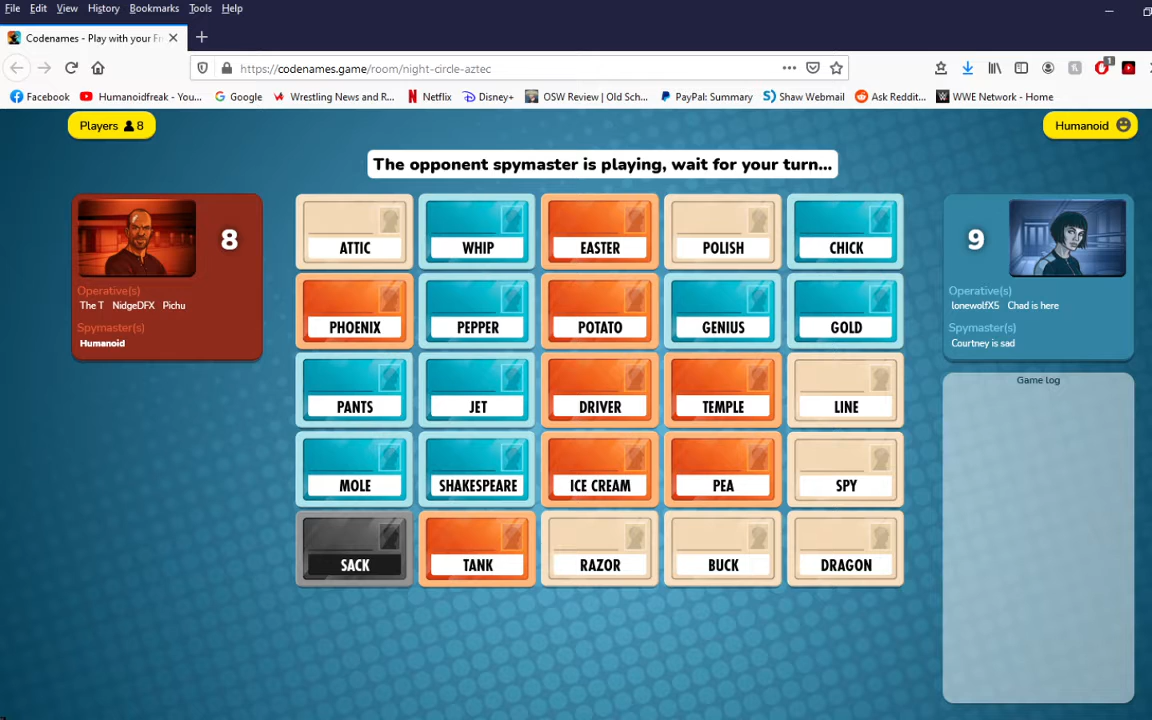 File Edit View History Bookmarks Tools Help
Codenames - Play with your Fr
https://codenames.game/room/night-circle-aztec
1
Facebook Humanoidfreak - You... Google Wrestling News and R... Netflix Disney+ OSW Review | Old Sch... PayPal: Summary Shaw Webmail Ask Reddit... WWE Network - Home
Players 8
Humanoid
The opponent spymaster is playing, wait for your turn...
8
Operative(s)
The T NidgeDFX Pichu
Spymaster(s)
Humanoid
ATTIC WHIP EASTER POLISH CHICK
PHOENIX PEPPER POTATO GENIUS GOLD
PANTS JET DRIVER TEMPLE LINE
MOLE SHAKESPEARE ICE CREAM PEA SPY
SACK TANK RAZOR BUCK DRAGON
9
Operative(s)
lonewolfX5 Chad is here
Spymaster(s)
Courtney is sad
Game log